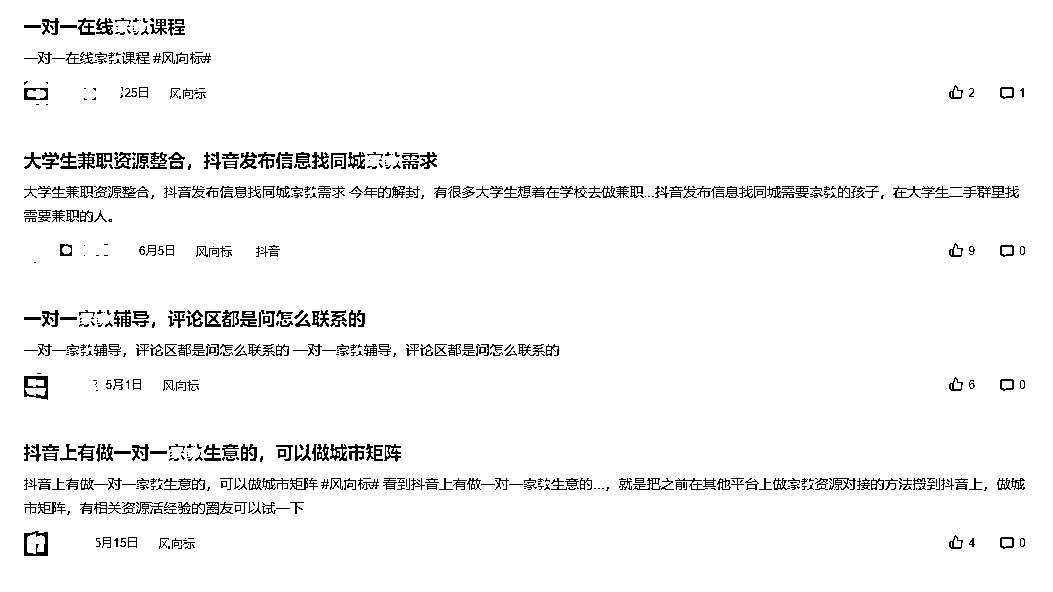 一对一在线家教课程
一对一在线家教课程 #风向标#
25日 风向标 2 1
大学生兼职资源整合，抖音发布信息找同城家教需求
大学生兼职资源整合，抖音发布信息找同城家教需求 今年的解封，有很多大学生想着在学校去做兼职...抖音发布信息找同城需要家教的孩子，在大学生二手群里找
需要兼职的人。
6月5日 风向标 抖音 9 0
一对一家教辅导，评论区都是问怎么联系的
一对一家教辅导，评论区都是问怎么联系的 一对一家教辅导，评论区都是问怎么联系的
5月1日 风向标 6 0
抖音上有做一对一家教生意的，可以做城市矩阵
抖音上有做一对一家教生意的，可以做城市矩阵 #风向标# 看到抖音上有做一对一家教生意的...，就是把之前在其他平台上做家教资源对接的方法搬到抖音上，做城
市矩阵，有相关资源活经验的圈友可以试一下
5月15日 风向标 4 0